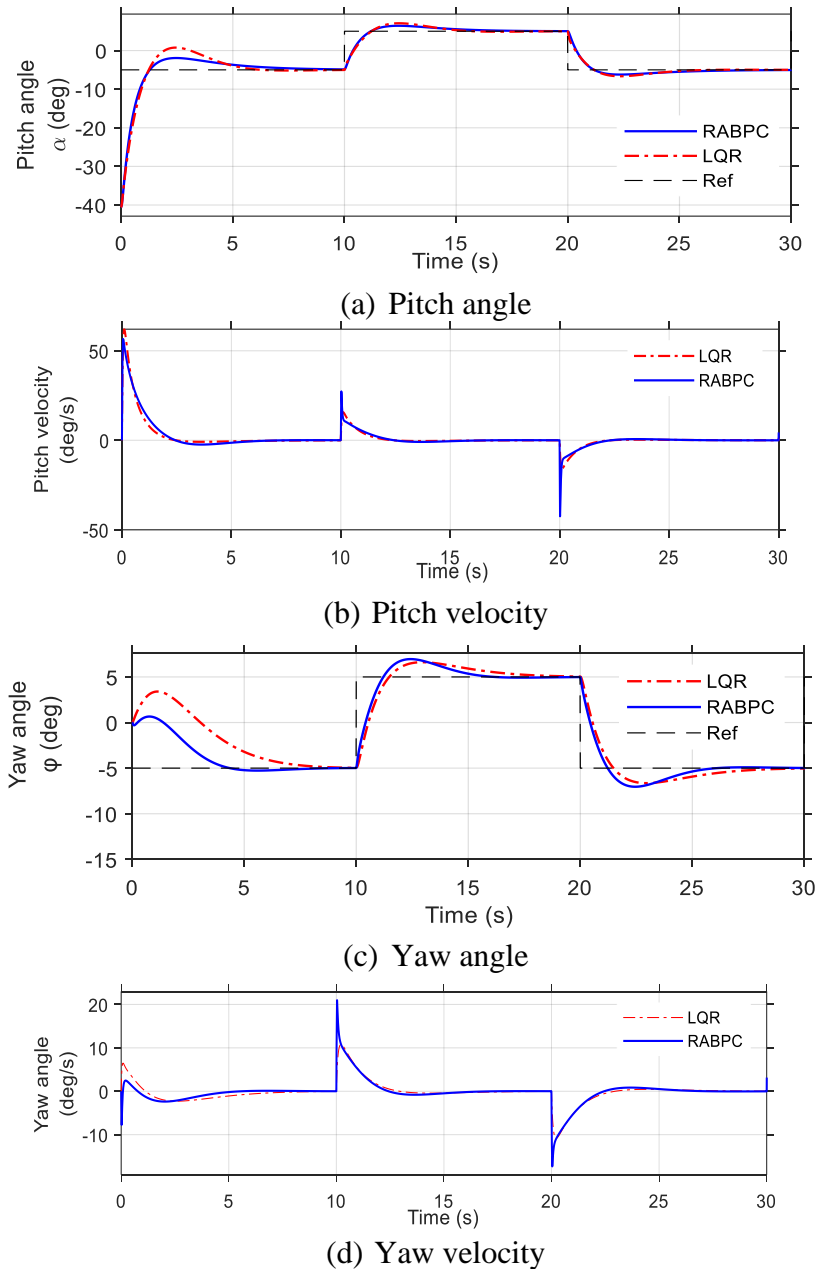 0
-10
-20
-30
-40
Pitch angle
α (deg)
RABPC
LQR
Ref
0 5 10 15 20 25 30
Time (s)
(a) Pitch angle
50
0
-50
Pitch velocity
(deg/s)
LQR
RABPC
0 5 10 15 20 25 30
Time (s)
(b) Pitch velocity
5
0
-5
-10
-15
Yaw angle
φ (deg)
LQR
RABPC
Ref
0 5 10 15 20 25 30
Time (s)
(c) Yaw angle
20
10
0
-10
Yaw angle
(deg/s)
LQR
RABPC
0 5 10 15 20 25 30
Time (s)
(d) Yaw velocity